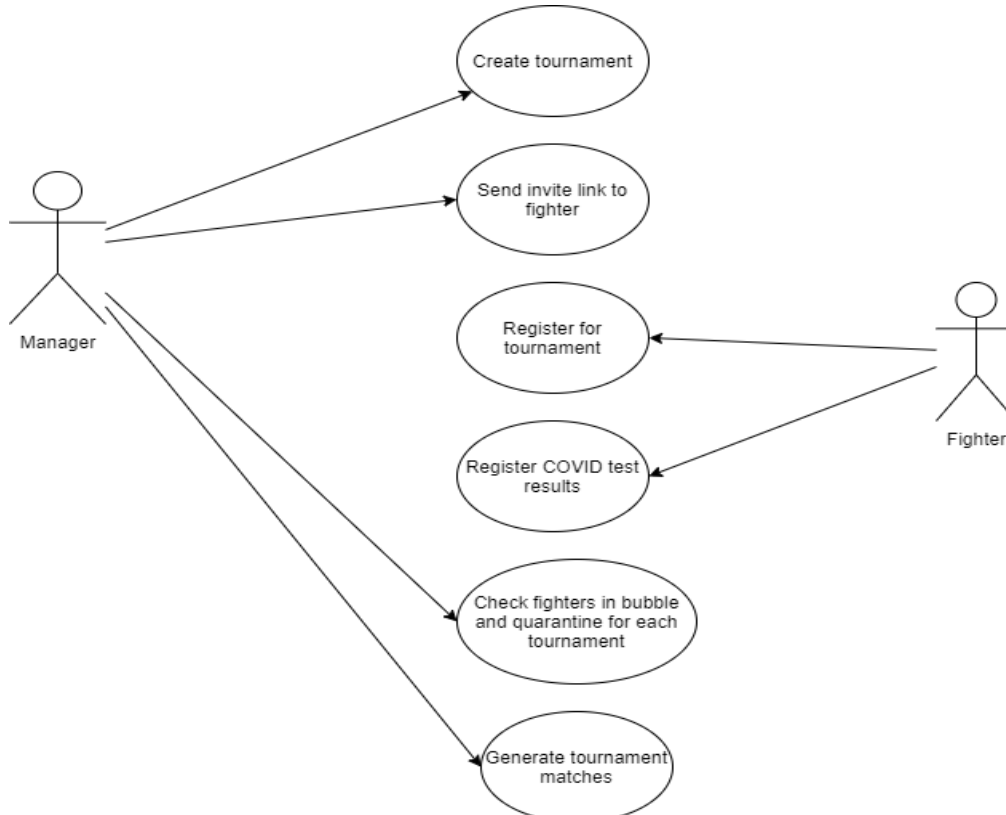 Create tournament
Send invite link to
fighter
Manager
Register for
tournament
Fighter
Register COVID test
results
Check fighters in bubble
and quarantine for each
tournament
Generate tournament
matches